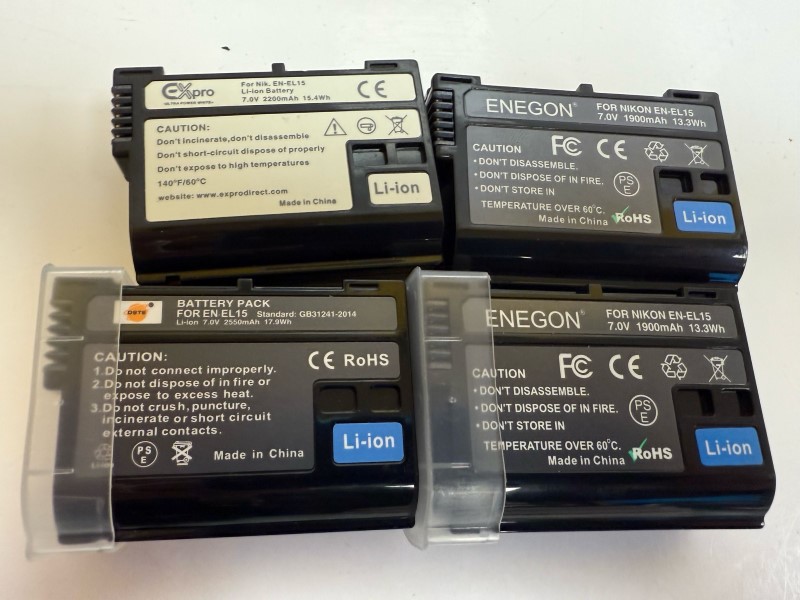 EXpro
ULTRA POWER WHITE+
For Nik. EN-EL15
Li-ion Battery
7.0V 2200mAh 15.4Wh
CE
CAUTION:
Don't incinerate,don't disassemble
Don't short-circuit dispose of properly
Don't expose to high temperatures
140°F/60°C
website: www.exprodirect.com
Made in China
Li-ion
ENEGON®
FOR NIKON EN-EL15
7.0V 1900mAh 13.3Wh
CAUTION
FC CE
• DON'T DISASSEMBLE.
• DON'T DISPOSE OF IN FIRE.
• DON'T STORE IN
TEMPERATURE OVER 60°C.
PS
E
Made in China
RoHS
Li-ion
DSTE
BATTERY PACK
FOR EN-EL15 Standard: GB31241-2014
Li-ion 7.0V 2550mAh 17.9Wh
CAUTION:
1.Do not connect improperly.
2.Do not dispose of in fire or
expose to excess heat.
3.Do not crush, puncture,
incinerate or short circuit
external contacts.
CE RoHS
Li-ion
PS
E
Made in China
Li-ion
ENEGON®
FOR NIKON EN-EL15
7.0V 1900mAh 13.3Wh
CAUTION
FC CE
• DON'T DISASSEMBLE.
• DON'T DISPOSE OF IN FIRE.
• DON'T STORE IN
TEMPERATURE OVER 60°C.
PS
E
Made in China
RoHS
Li-ion